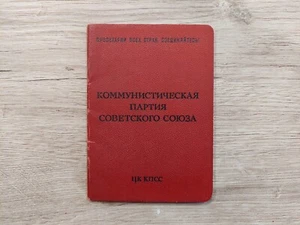 ПРОЛЕТАРИИ ВСЕХ СТРАН, СОЕДИНЯЙТЕСЬ!
КОММУНИСТИЧЕСКАЯ
ПАРТИЯ
СОВЕТСКОГО СОЮЗА
ЦК КПСС